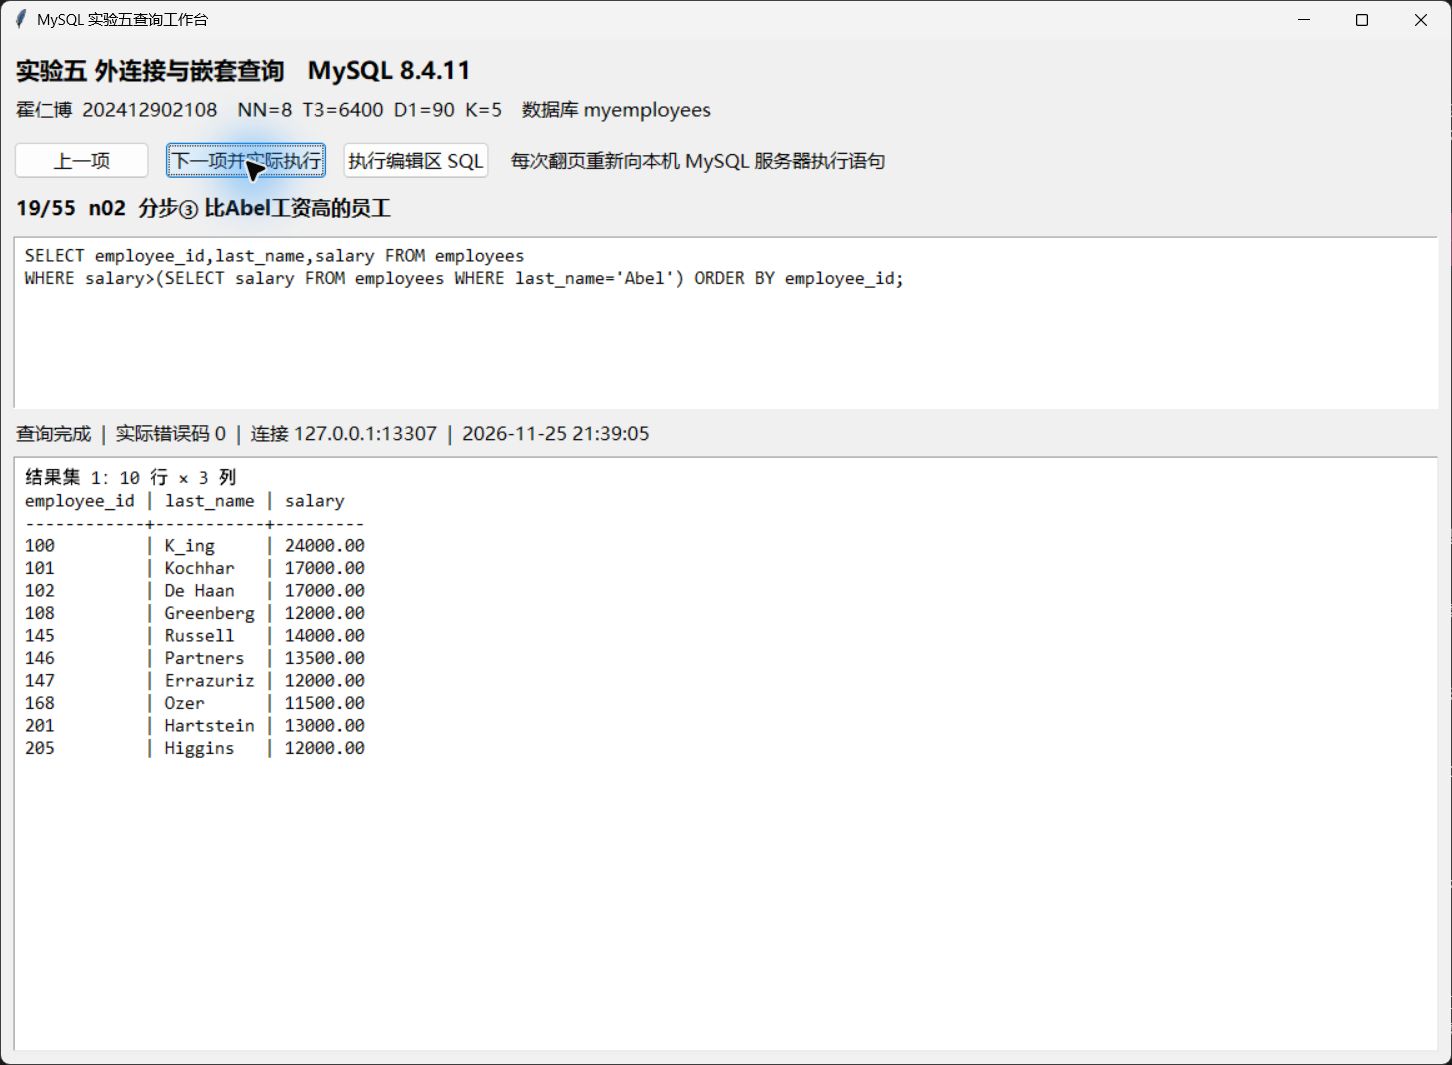 MySQL 实验五查询工作台
实验五 外连接与嵌套查询 MySQL 8.4.11
霍仁博 202412902108 NN=8 T3=6400 D1=90 K=5 数据库 myemployees
上一项 下一项并实际执行 执行编辑区 SQL 每次翻页重新向本机 MySQL 服务器执行语句
19/55 n02 分步③ 比Abel工资高的员工
SELECT employee_id,last_name,salary FROM employees
WHERE salary>(SELECT salary FROM employees WHERE last_name='Abel') ORDER BY employee_id;
查询完成 | 实际错误码 0 | 连接 127.0.0.1:13307 | 2026-11-25 21:39:05
结果集 1: 10 行 × 3 列
employee_id | last_name | salary
------------+-----------+---------
100 | K_ing | 24000.00
101 | Kochhar | 17000.00
102 | De Haan | 17000.00
108 | Greenberg | 12000.00
145 | Russell | 14000.00
146 | Partners | 13500.00
147 | Errazuriz | 12000.00
168 | Ozer | 11500.00
201 | Hartstein | 13000.00
205 | Higgins | 12000.00